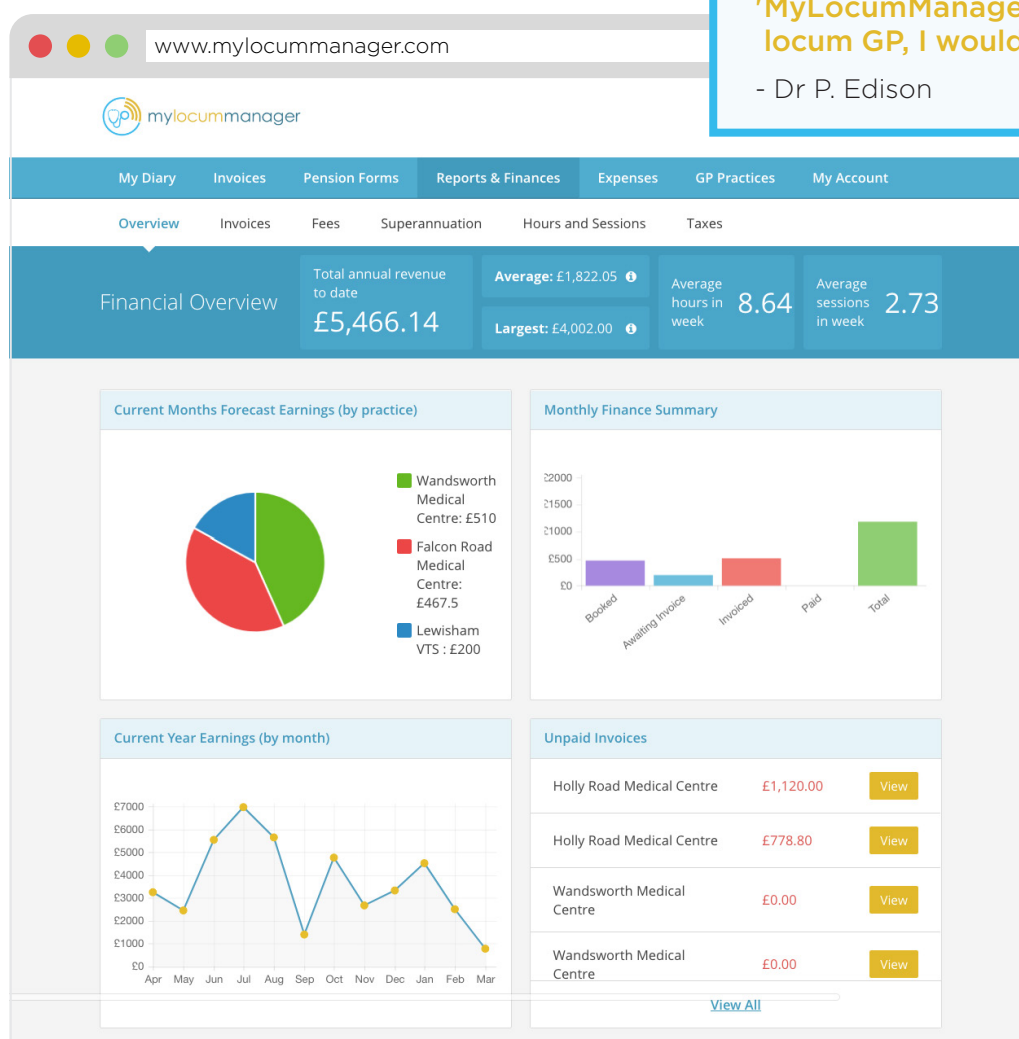 'MyLocumManage
locum GP, I would
- Dr P. Edison
www.mylocummanager.com
GP mylocummanager
My Diary Invoices Pension Forms Reports & Finances Expenses GP Practices My Account
Overview Invoices Fees Superannuation Hours and Sessions Taxes
Financial Overview
Total annual revenue
to date
£5,466.14
Average: £1,822.05
Largest: £4,002.00
Average
hours in
week
8.64
Average
sessions
in week
2.73
Current Months Forecast Earnings (by practice)
Wandsworth
Medical
Centre: £510
Falcon Road
Medical
Centre:
£467.5
Lewisham
VTS : £200
Monthly Finance Summary
£2000
£1500
£1000
£500
£0
Booked
Awaiting Invoice
Invoiced
Paid
Total
Current Year Earnings (by month)
£7000
£6000
£5000
£4000
£3000
£2000
£1000
£0
Apr May Jun Jul Aug Sep Oct Nov Dec Jan Feb Mar
Unpaid Invoices
Holly Road Medical Centre £1,120.00 View
Holly Road Medical Centre £778.80 View
Wandsworth Medical
Centre
£0.00 View
Wandsworth Medical
Centre
£0.00 View
View All